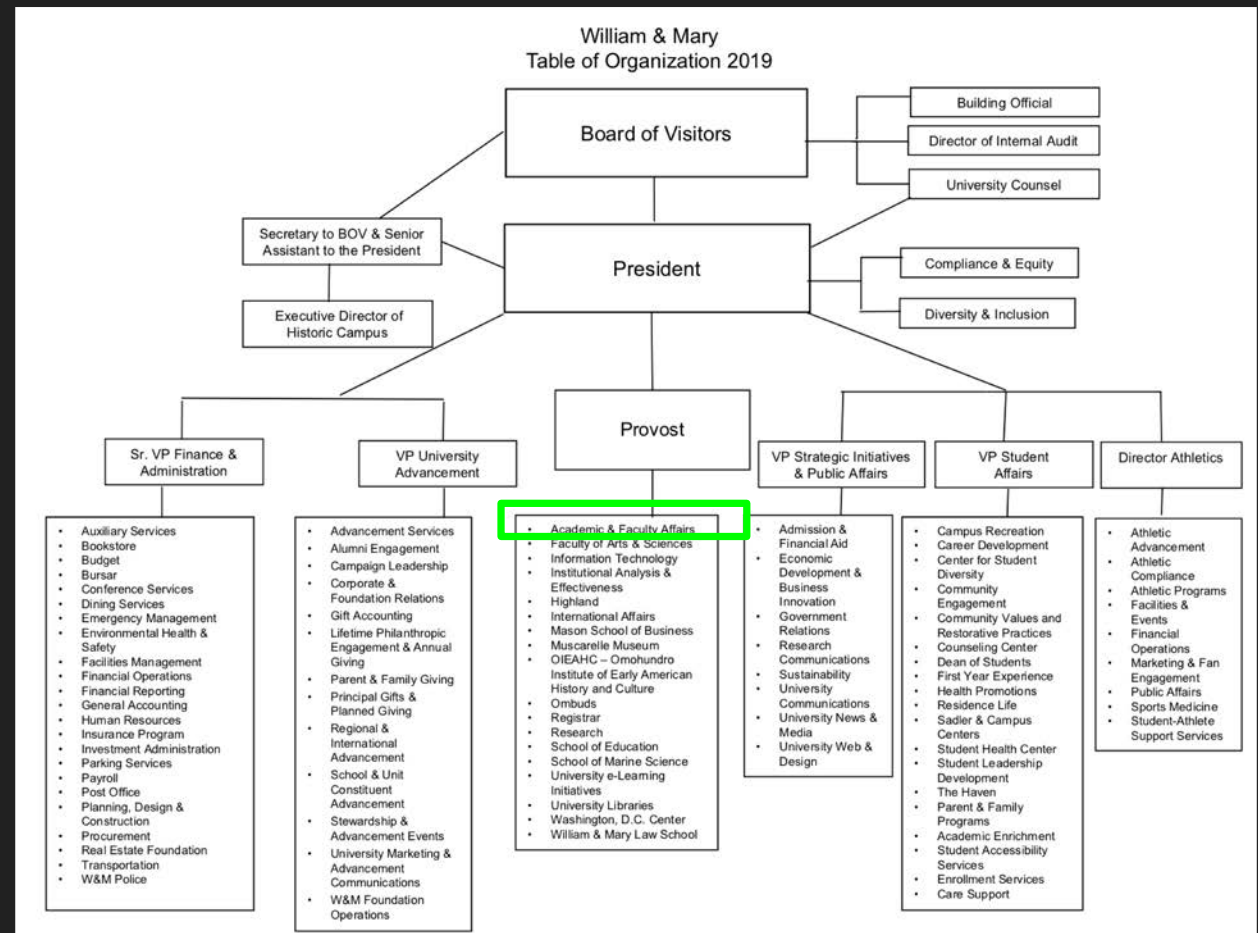 William & Mary
Table of Organization 2019
Board of Visitors
Building Official
Director of Internal Audit
University Counsel
Secretary to BOV & Senior
Assistant to the President
President
Compliance & Equity
Executive Director of
Historic Campus
Diversity & Inclusion
Provost
Sr. VP Finance &
Administration
VP University
Advancement
VP Strategic Initiatives
& Public Affairs
VP Student
Affairs
Director Athletics
• Auxiliary Services
• Bookstore
• Budget
• Bursar
• Conference Services
• Dining Services
• Emergency Management
• Environmental Health &
Safety
• Facilities Management
• Financial Operations
• Financial Reporting
• General Accounting
• Human Resources
• Insurance Program
• Investment Administration
• Parking Services
• Payroll
• Post Office
• Planning, Design &
Construction
• Procurement
• Real Estate Foundation
• Transportation
• W&M Police
• Advancement Services
• Alumni Engagement
• Campaign Leadership
• Corporate &
Foundation Relations
• Gift Accounting
• Lifetime Philanthropic
Engagement & Annual
Giving
• Parent & Family Giving
• Principal Gifts &
Planned Giving
• Regional &
International
Advancement
• School & Unit
Constituent
Advancement
• Stewardship &
Advancement Events
• University Marketing &
Advancement
Communications
• W&M Foundation
Operations
• Academic & Faculty Affairs
• Faculty of Arts & Sciences
• Information Technology
• Institutional Analysis &
Effectiveness
• Highland
• International Affairs
• Mason School of Business
• Muscarelle Museum
• OIEAHC – Omohundro
Institute of Early American
History and Culture
• Ombuds
• Registrar
• Research
• School of Education
• School of Marine Science
• University e-Learning
Initiatives
• University Libraries
• Washington, D.C. Center
• William & Mary Law School
• Admission &
Financial Aid
• Economic
Development &
Business
Innovation
• Government
Relations
• Research
Communications
• Sustainability
• University
Communications
• University News &
Media
• University Web &
Design
• Campus Recreation
• Career Development
• Center for Student
Diversity
• Community
Engagement
• Community Values and
Restorative Practices
• Counseling Center
• Dean of Students
• First Year Experience
• Health Promotions
• Residence Life
• Sadler & Campus
Centers
• Student Health Center
• Student Leadership
Development
• The Haven
• Parent & Family
Programs
• Academic Enrichment
• Student Accessibility
Services
• Enrollment Services
• Care Support
• Athletic
Advancement
• Athletic
Compliance
• Athletic Programs
• Facilities &
Events
• Financial
Operations
• Marketing & Fan
Engagement
• Public Affairs
• Sports Medicine
• Student-Athlete
Support Services